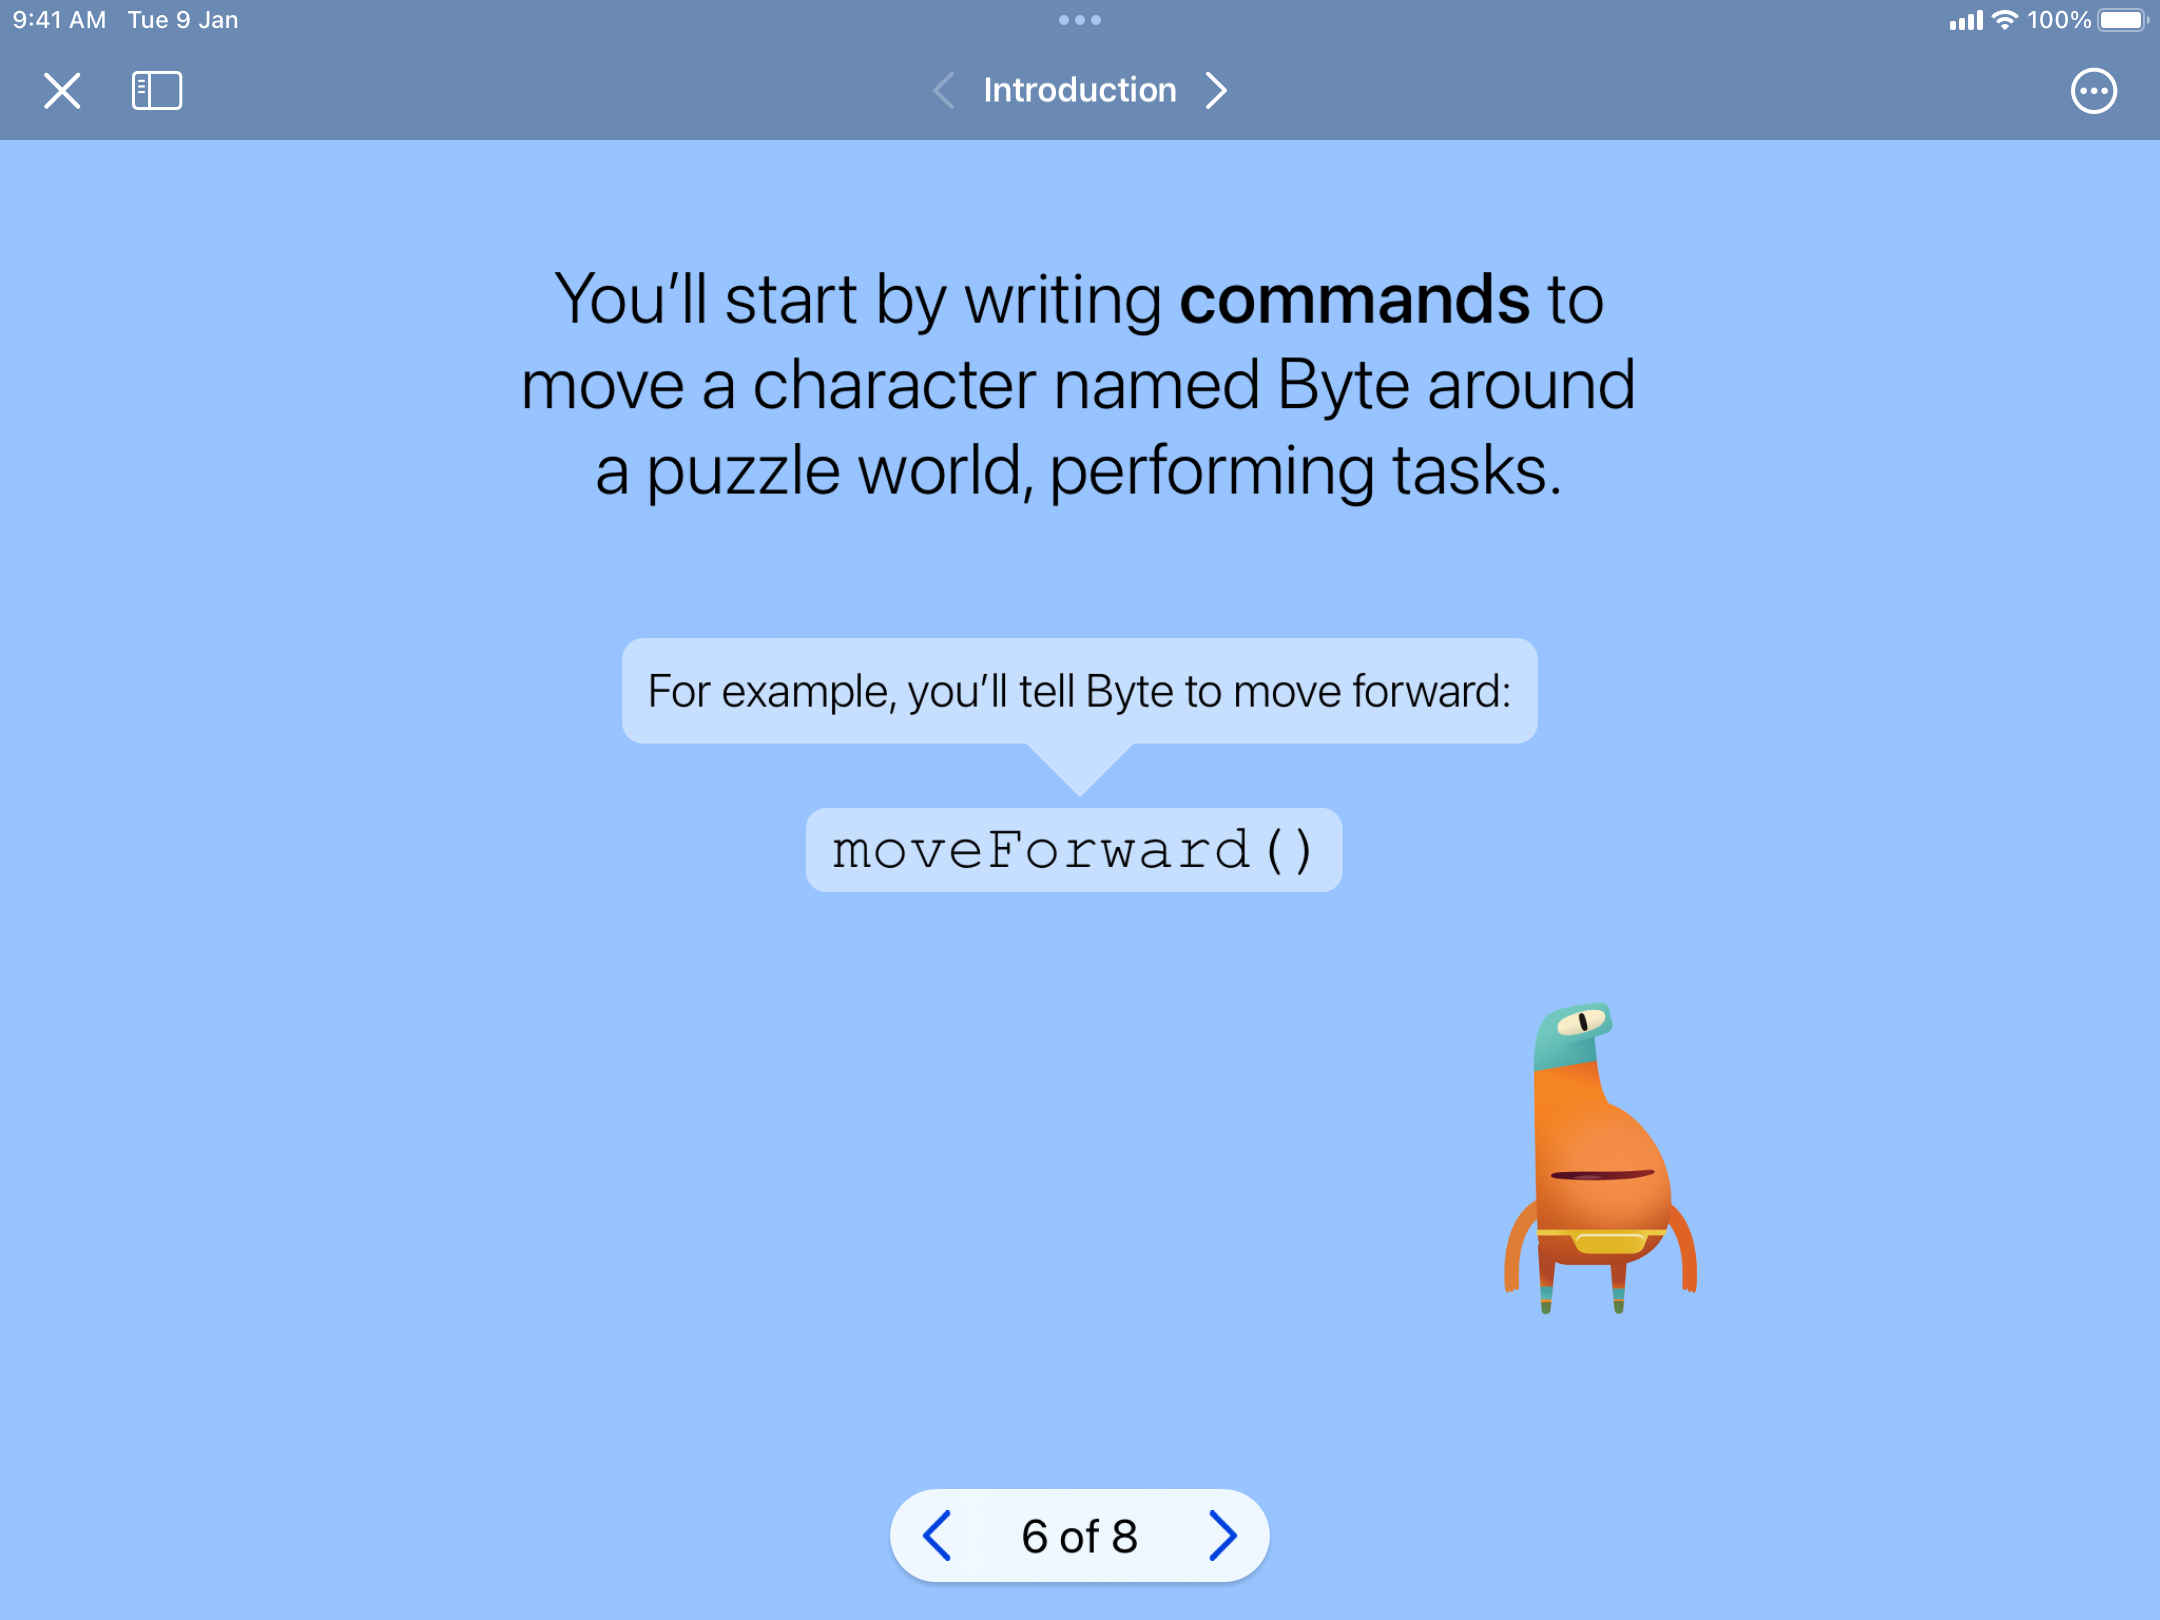 9:41 AM Tue 9 Jan
100%
Introduction
You’ll start by writing commands to
move a character named Byte around
a puzzle world, performing tasks.
For example, you’ll tell Byte to move forward:
moveForward()
6 of 8